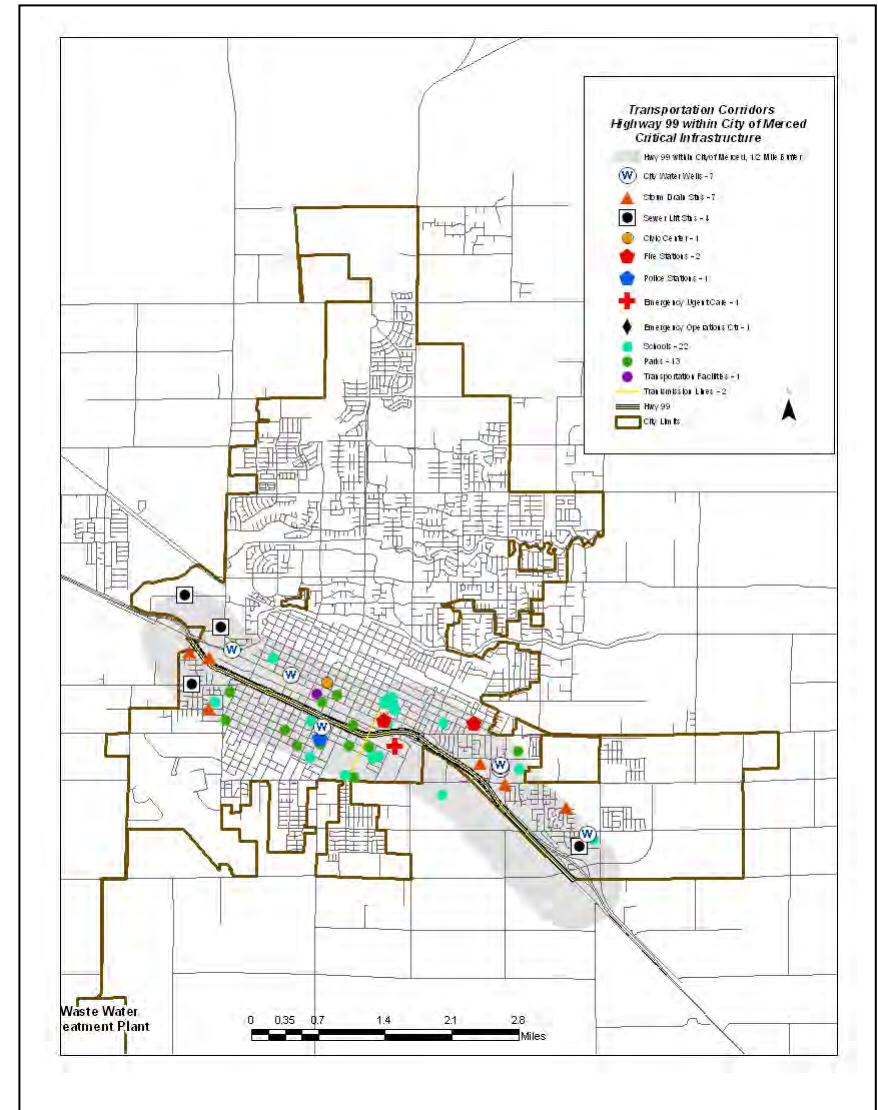 Transportation Corridors
Highway 99 within City of Merced
Critical Infrastructure
Hwy 99 within City of Merced, 1/2 Mile Buffer
W City Water Wells - 7
Storm Drain Stns - 7
Sewer Lift Stns - 4
Civic Center - 1
Fire Stations - 2
Police Stations - 1
Emergency Ugent Care - 1
Emergency Operations Ctr - 1
Schools - 22
Parks - 13
Transportation Facilities - 1
Transmission Lines - 2
Hwy 99
City Limits
W
W
W
W
W
Waste Water
eatment Plant
0 0.35 0.7 1.4 2.1 2.8
Miles